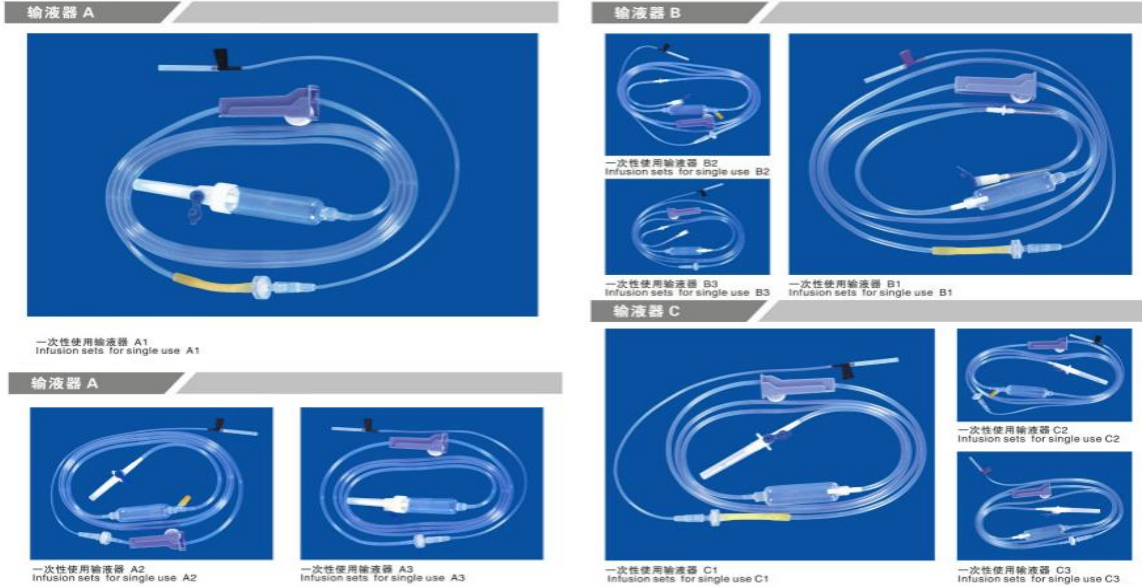 输液器 A
一次性使用输液器 A1
Infusion sets for single use A1
输液器 A
一次性使用输液器 A2
Infusion sets for single use A2
一次性使用输液器 A3
Infusion sets for single use A3
输液器 B
一次性使用输液器 B2
Infusion sets for single use B2
一次性使用输液器 B3
Infusion sets for single use B3
一次性使用输液器 B1
Infusion sets for single use B1
输液器 C
一次性使用输液器 C1
Infusion sets for single use C1
一次性使用输液器 C2
Infusion sets for single use C2
一次性使用输液器 C3
Infusion sets for single use C3